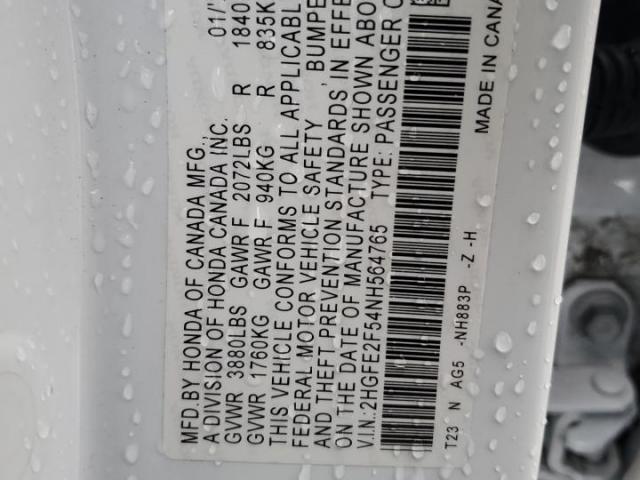 MFD.BY HONDA OF CANADA MFG., 01/
A DIVISION OF HONDA CANADA INC.
GVWR 3880LBS GAWR F 2072LBS R 1840
GVWR 1760KG GAWR F 940KG R 835K
THIS VEHICLE CONFORMS TO ALL APPLICABLE
FEDERAL MOTOR VEHICLE SAFETY , BUMPE
AND THEFT PREVENTION STANDARDS IN EFFE
ON THE DATE OF MANUFACTURE SHOWN ABO
V.I.N.:2HGFE2F54NH564765 TYPE: PASSENGER C
T23 N AG5 -NH883P -Z -H MADE IN CANA